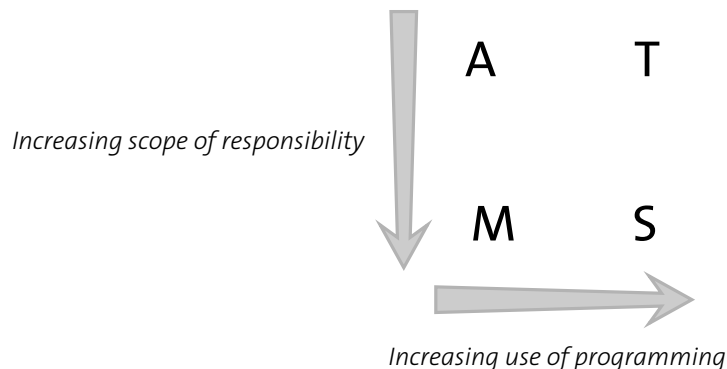 A T
Increasing scope of responsibility
M S
Increasing use of programming